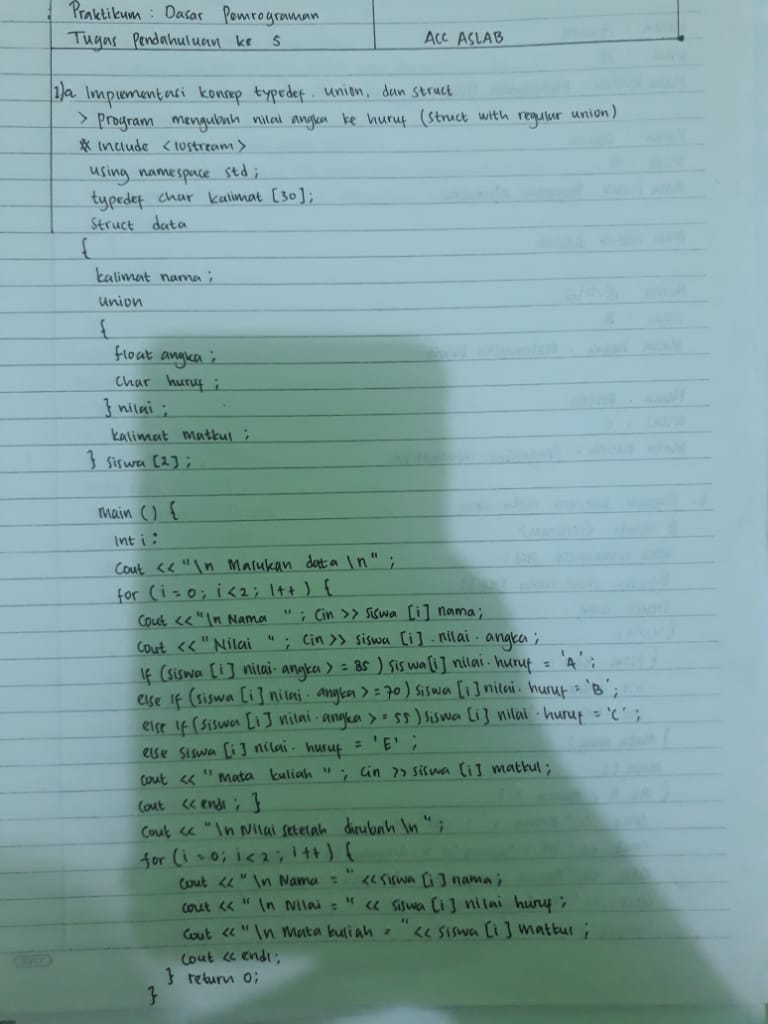 Praktikum : Dasar Pemrograman
Tugas Pendahuluan ke 5
ACC ASLAB
1)a Implementasi konsep typedef, union, dan struct
> Program mengubah nilai angka ke huruf (struct with regular union)
# Include <iostream>
using namespace std;
typedef char kalimat [30];
Struct data
{
kalimat nama;
union
{
float angka;
char huruf;
} nilai;
kalimat matkul;
} siswa [2];
main () {
Int i:
Cout <<"\n Masukan data \n";
for (i=0; i<2; I++) {
Cout <<"\n Nama "; Cin >> siswa [i] nama;
Cout <<"Nilai "; Cin>> siswa [i] .nilai.angka;
If (siswa [i] nilai.angka >=85) siswa[i] nilai.huruf = 'A';
else If (siswa [i] nilai.angka >=70) siswa [i] nilai.huruf = 'B';
else If (siswa [i] nilai.angka >= 55) siswa [i] nilai.huruf = 'C';
else siswa [i] nilai.huruf = 'E';
cout << "Mata kuliah "; Cin >> siswa [i] matkul;
Cout << endl; }
Cout << "\n Nilai setelah dirubah \n";
for (i=0; i<2; i++) {
cout <<"\n Nama = " <<siswa [i] nama;
cout <<"\n Nilai = " << siswa [i] nilai huruf;
Cout <<"\n Mata kuliah = "<< siswa [i] matkul;
cout << endl;
} return 0;
}